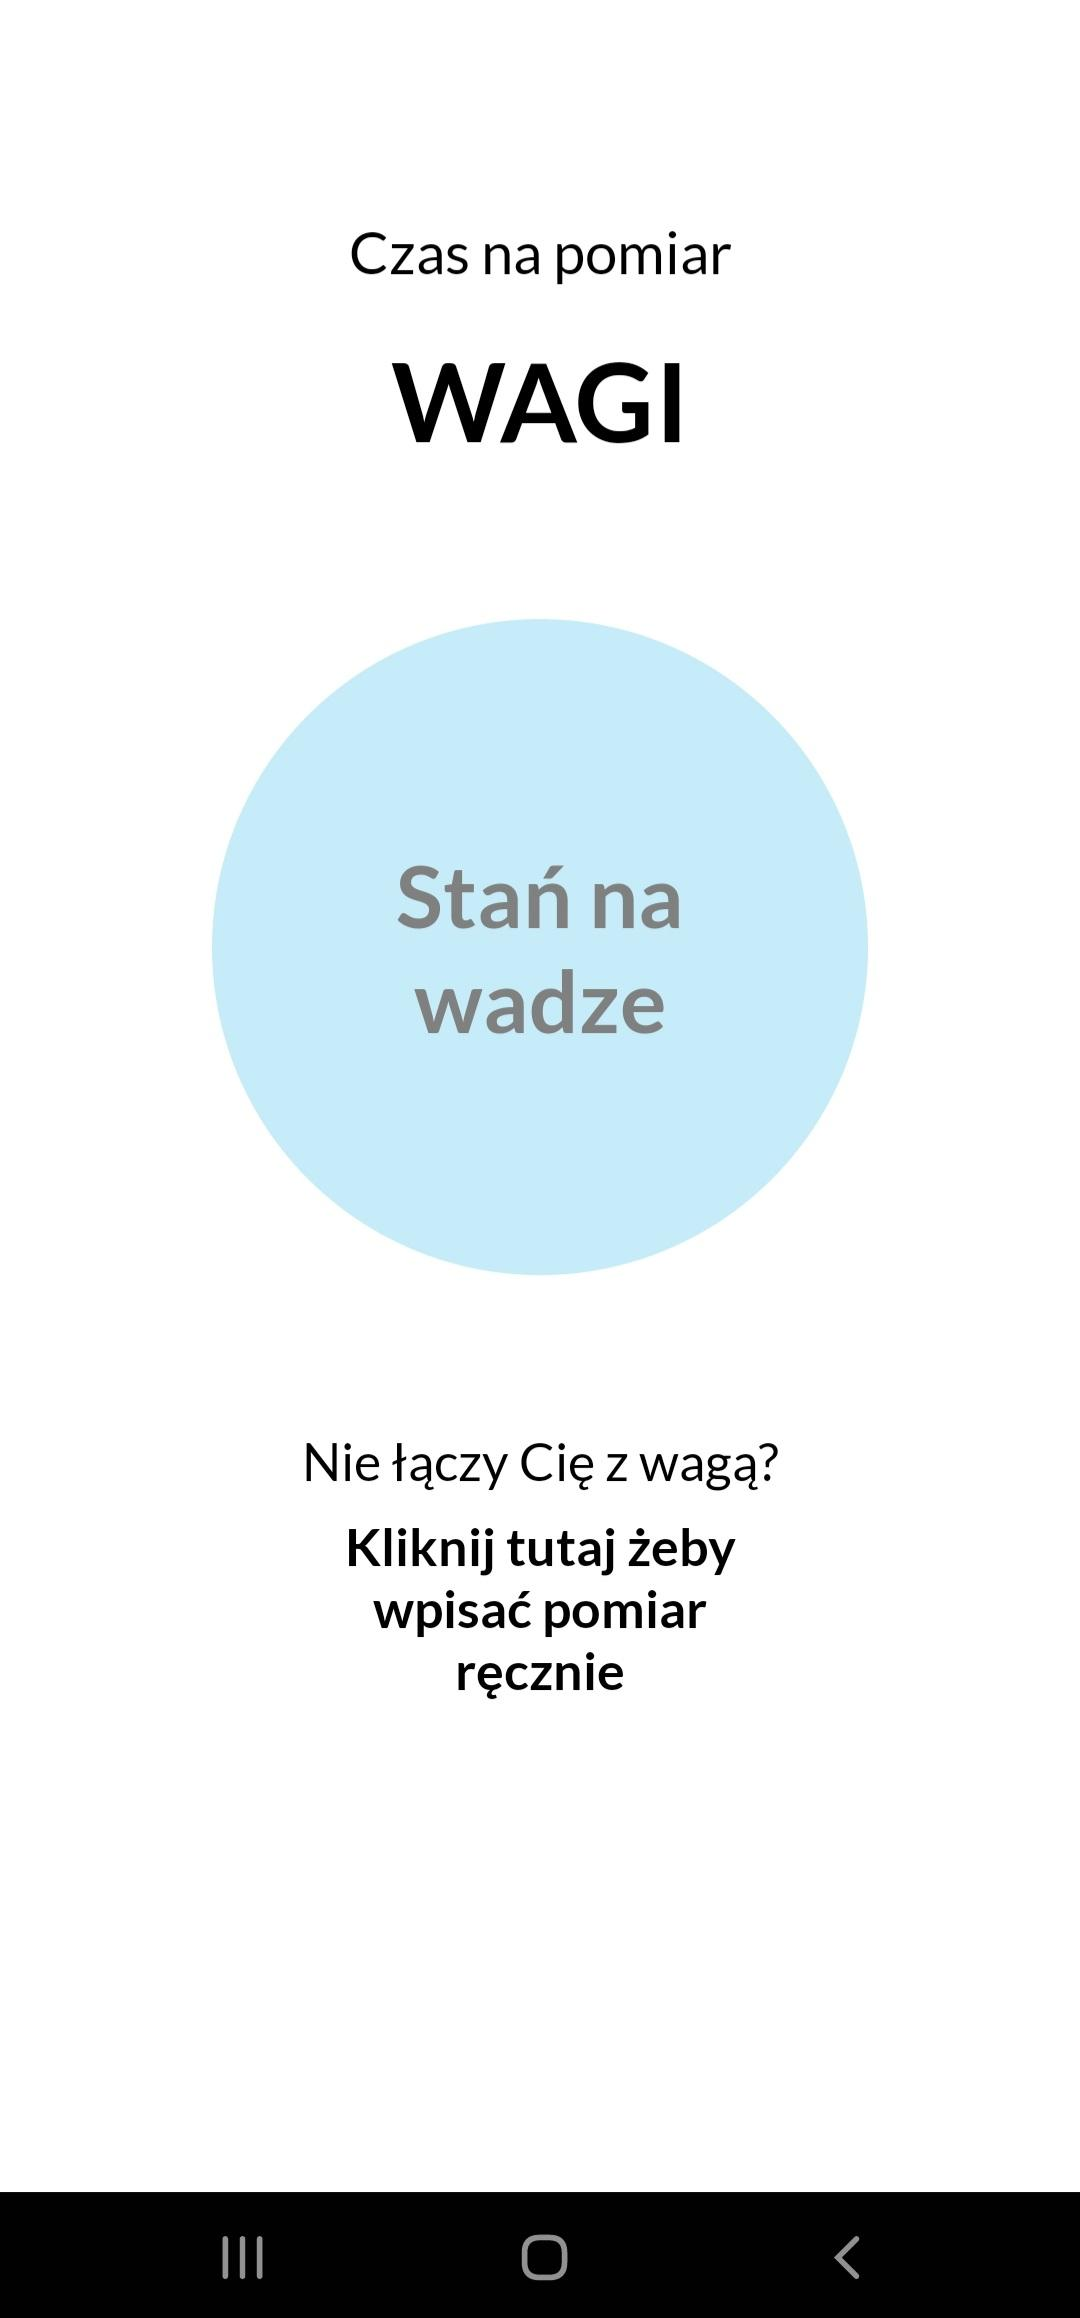 Czas na pomiar
WAGI
Stań na
wadze
Nie łączy Cię z wagą?
Kliknij tutaj żeby
wpisać pomiar
ręcznie